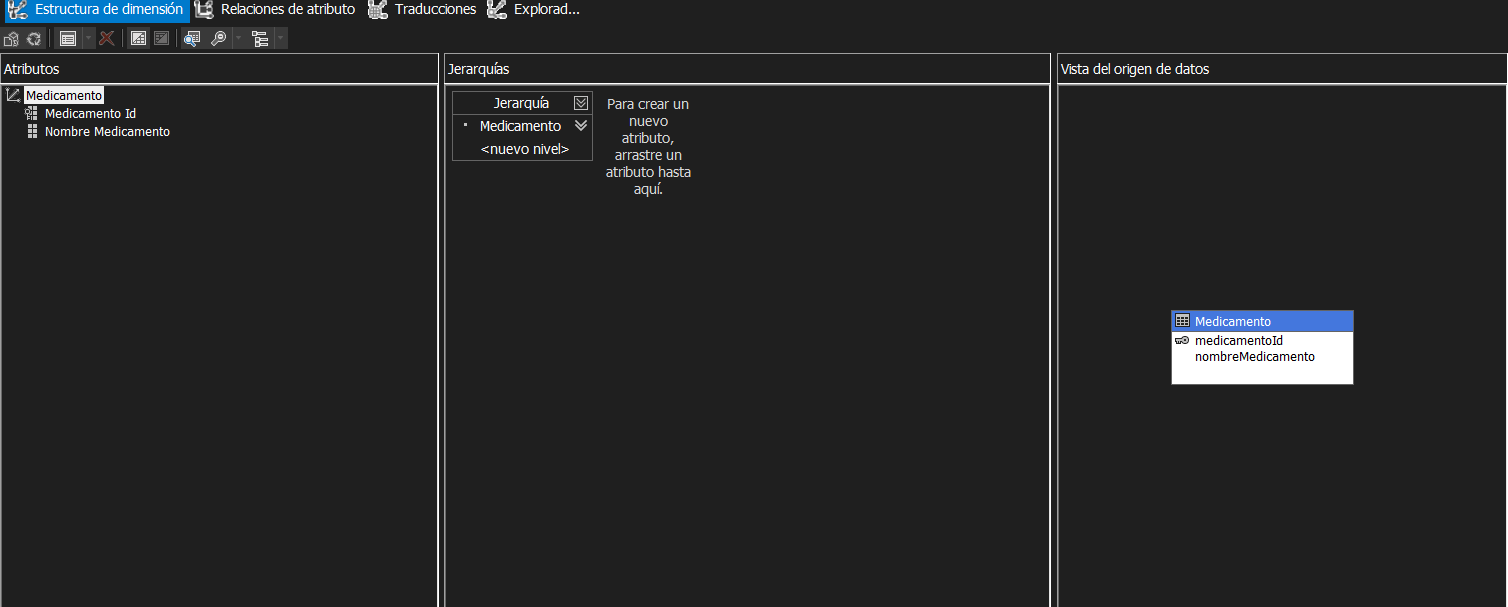 Estructura de dimensión Relaciones de atributo Traducciones Explorad...
Atributos
Medicamento
Medicamento Id
Nombre Medicamento
Jerarquías
Jerarquía
Medicamento
<nuevo nivel>
Para crear un
nuevo
atributo,
arrastre un
atributo hasta
aquí.
Vista del origen de datos
Medicamento
medicamentoId
nombreMedicamento